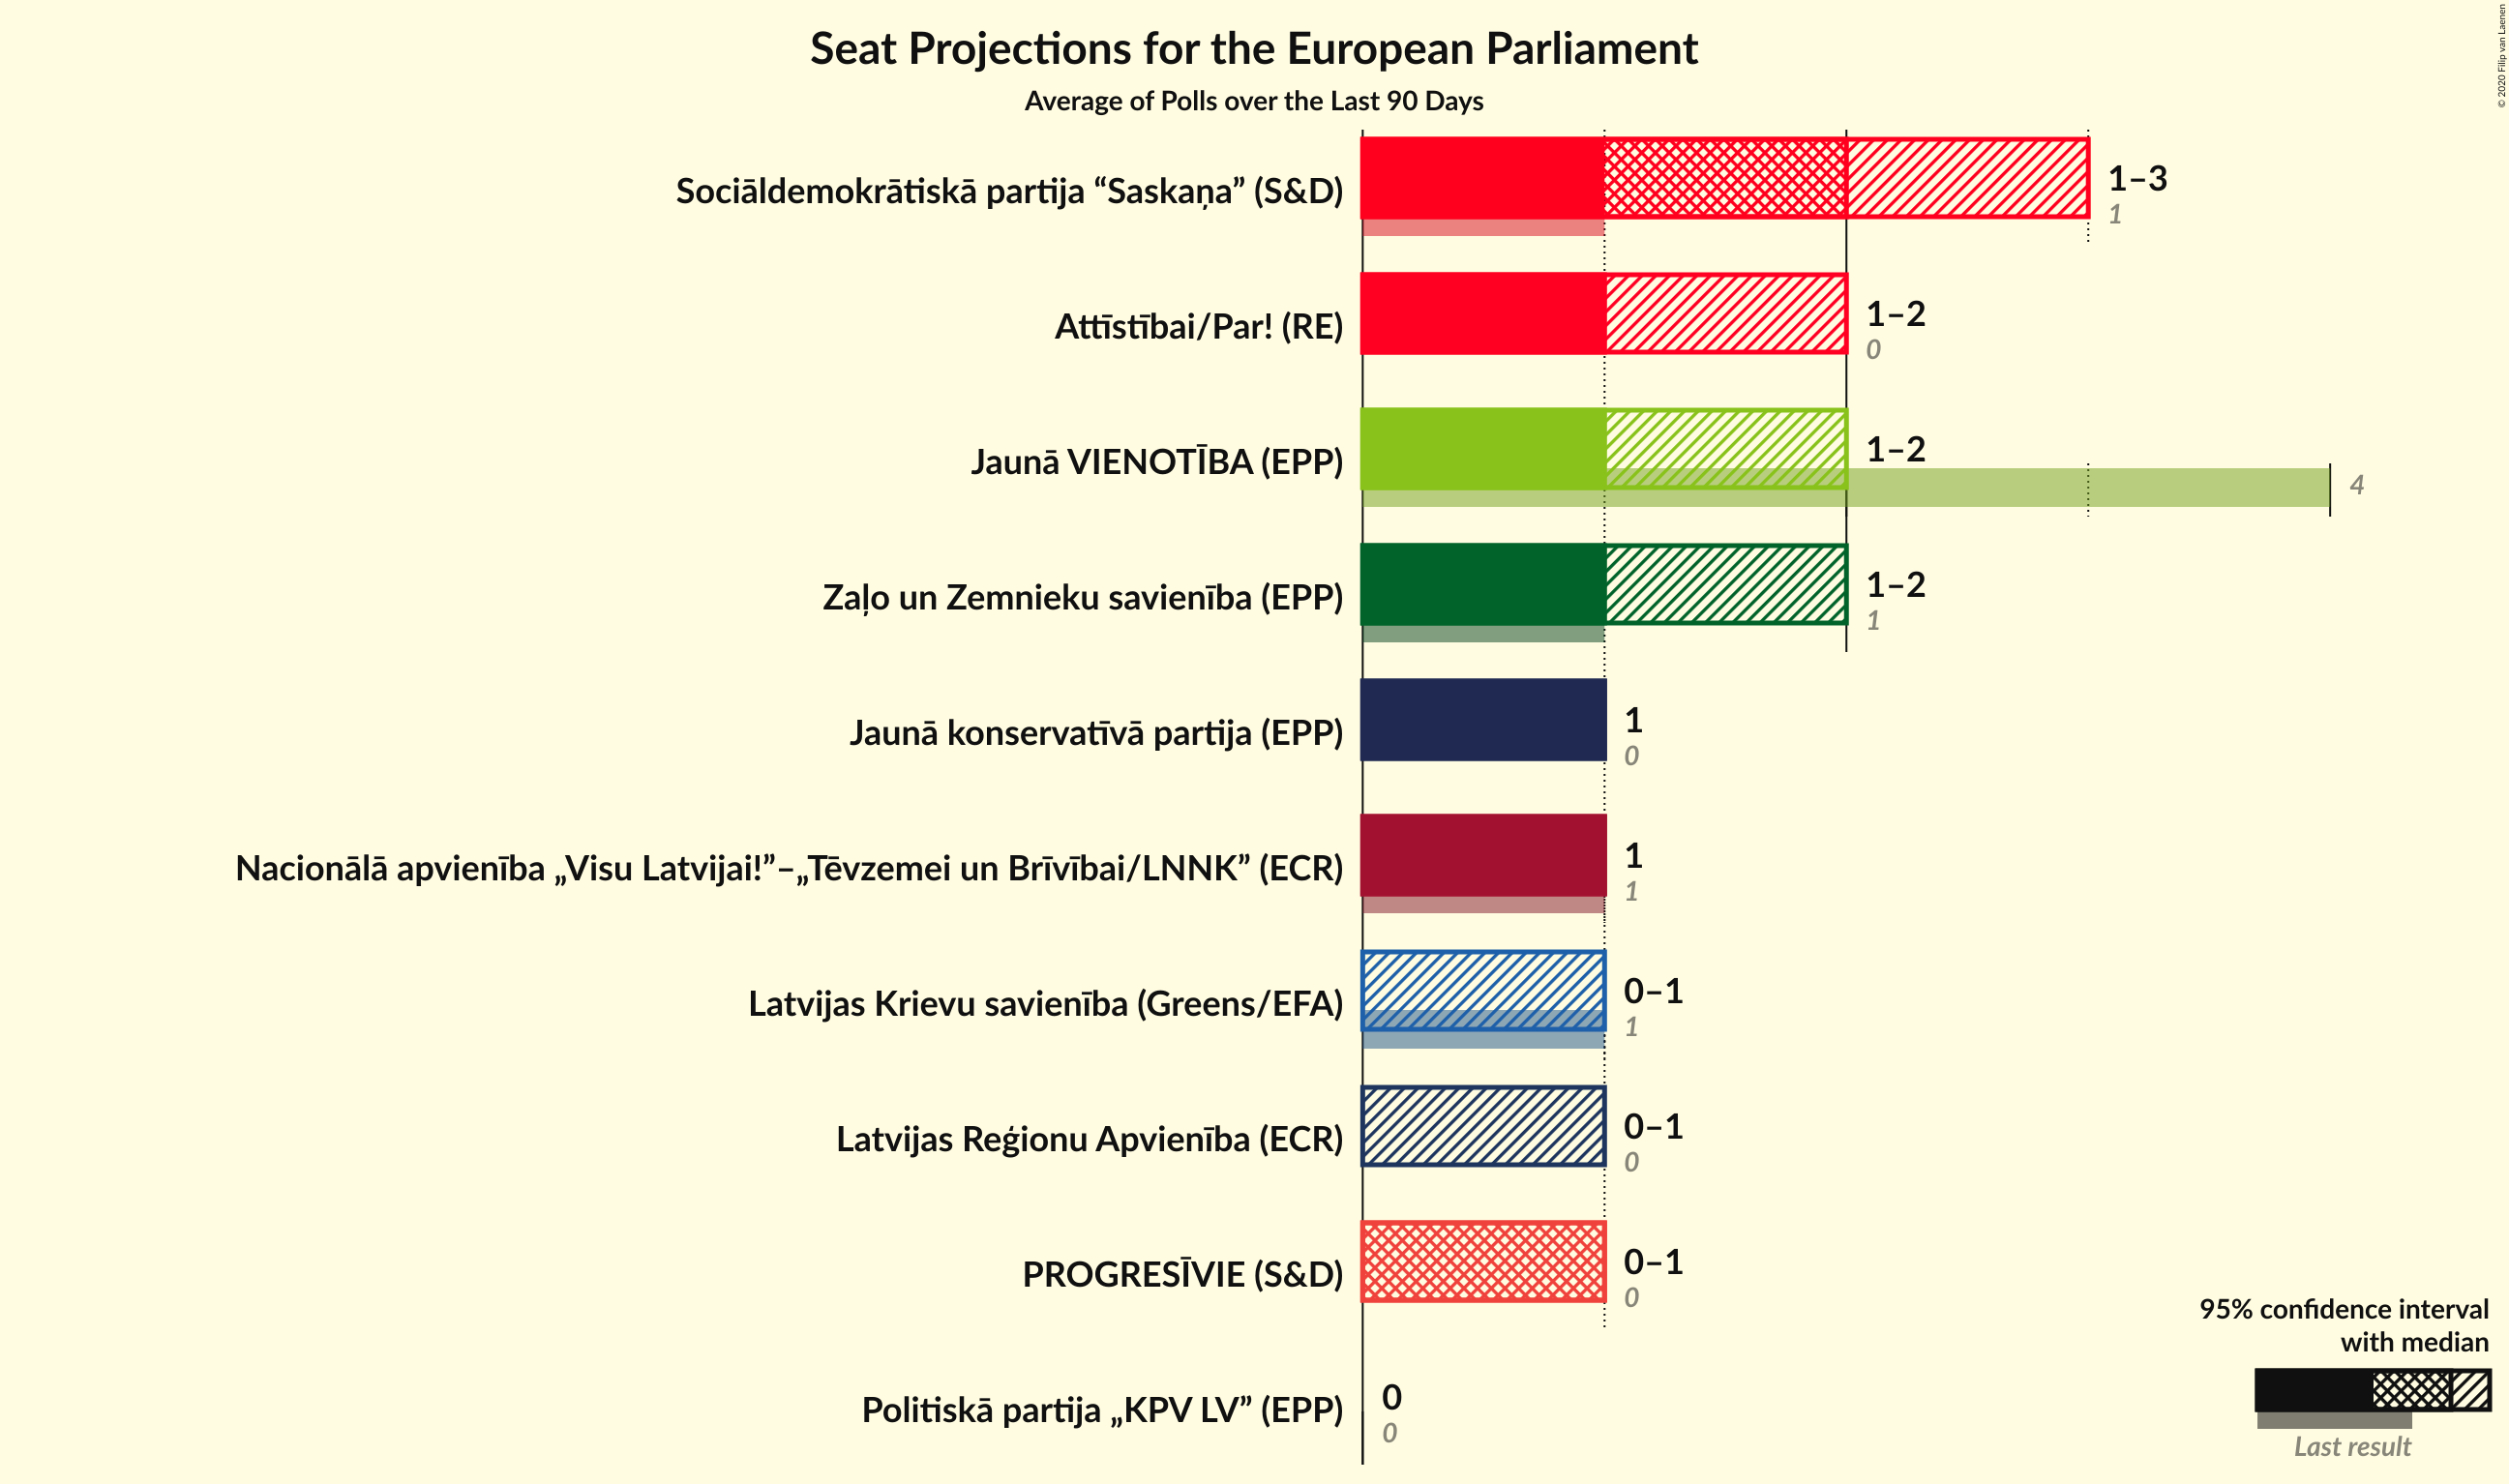 Seat Projections for the European Parliament
Average of Polls over the Last 90 Days
© 2020 Filip van Laenen
Sociāldemokrātiskā partija “Saskaņa” (S&D)
1–3
1
Attīstībai/Par! (RE)
1–2
0
Jaunā VIENOTĪBA (EPP)
1–2
4
Zaļo un Zemnieku savienība (EPP)
1–2
1
Jaunā konservatīvā partija (EPP)
1
0
Nacionālā apvienība „Visu Latvijai!”–„Tēvzemei un Brīvībai/LNNK” (ECR)
1
1
Latvijas Krievu savienība (Greens/EFA)
0–1
1
Latvijas Reģionu Apvienība (ECR)
0–1
0
PROGRESĪVIE (S&D)
0–1
0
Politiskā partija „KPV LV” (EPP)
0
0
95% confidence interval
with median
Last result